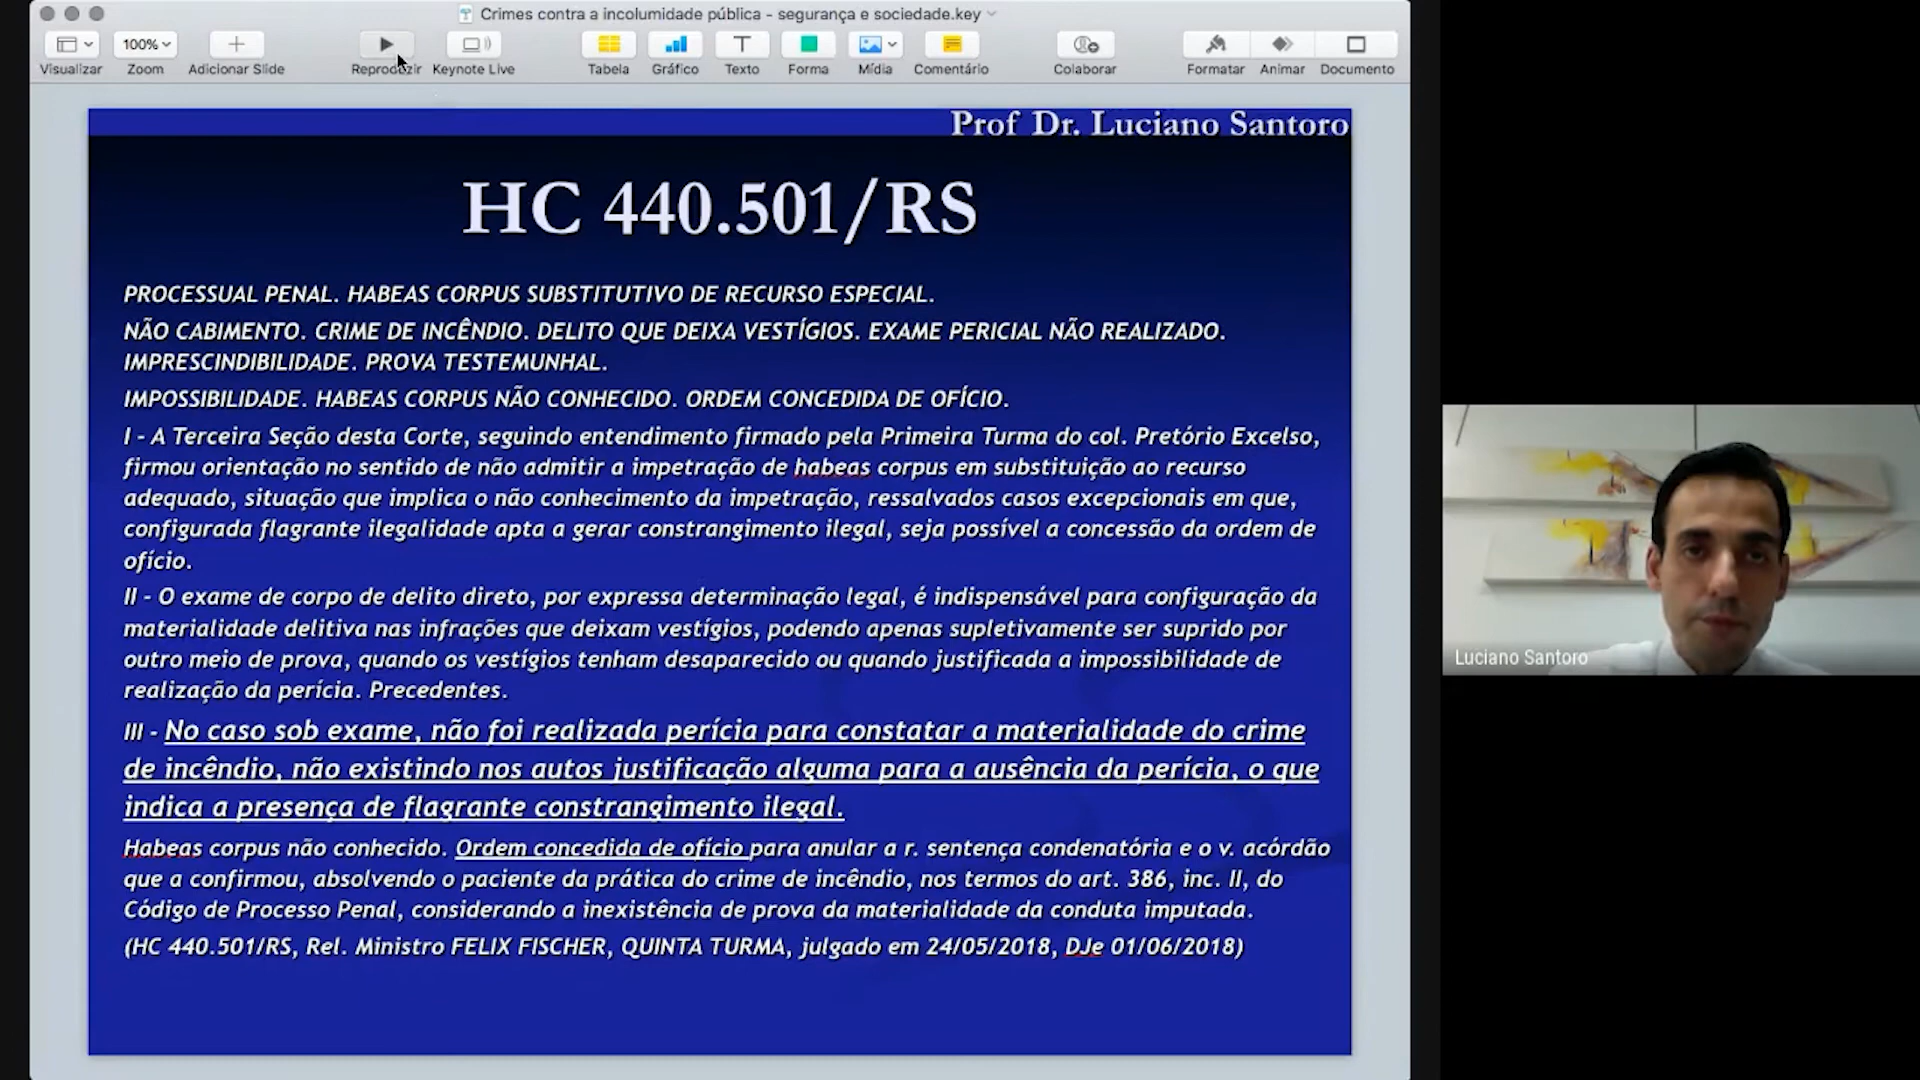 Crimes contra a incolumidade pública - segurança e sociedade.key
100%
Visualizar Zoom Adicionar Slide Reproduzir Keynote Live Tabela Gráfico Texto Forma Mídia Comentário Colaborar Formatar Animar Documento
Prof Dr. Luciano Santoro
HC 440.501/RS
PROCESSUAL PENAL. HABEAS CORPUS SUBSTITUTIVO DE RECURSO ESPECIAL.
NÃO CABIMENTO. CRIME DE INCÊNDIO. DELITO QUE DEIXA VESTÍGIOS. EXAME PERICIAL NÃO REALIZADO.
IMPRESCINDIBILIDADE. PROVA TESTEMUNHAL.
IMPOSSIBILIDADE. HABEAS CORPUS NÃO CONHECIDO. ORDEM CONCEDIDA DE OFÍCIO.
I - A Terceira Seção desta Corte, seguindo entendimento firmado pela Primeira Turma do col. Pretório Excelso,
firmou orientação no sentido de não admitir a impetração de habeas corpus em substituição ao recurso
adequado, situação que implica o não conhecimento da impetração, ressalvados casos excepcionais em que,
configurada flagrante ilegalidade apta a gerar constrangimento ilegal, seja possível a concessão da ordem de
ofício.
II - O exame de corpo de delito direto, por expressa determinação legal, é indispensável para configuração da
materialidade delitiva nas infrações que deixam vestígios, podendo apenas supletivamente ser suprido por
outro meio de prova, quando os vestígios tenham desaparecido ou quando justificada a impossibilidade de
realização da perícia. Precedentes.
III - No caso sob exame, não foi realizada perícia para constatar a materialidade do crime
de incêndio, não existindo nos autos justificação alguma para a ausência da perícia, o que
indica a presença de flagrante constrangimento ilegal.
Habeas corpus não conhecido. Ordem concedida de ofício para anular a r. sentença condenatória e o v. acórdão
que a confirmou, absolvendo o paciente da prática do crime de incêndio, nos termos do art. 386, inc. II, do
Código de Processo Penal, considerando a inexistência de prova da materialidade da conduta imputada.
(HC 440.501/RS, Rel. Ministro FELIX FISCHER, QUINTA TURMA, julgado em 24/05/2018, DJe 01/06/2018)
Luciano Santoro